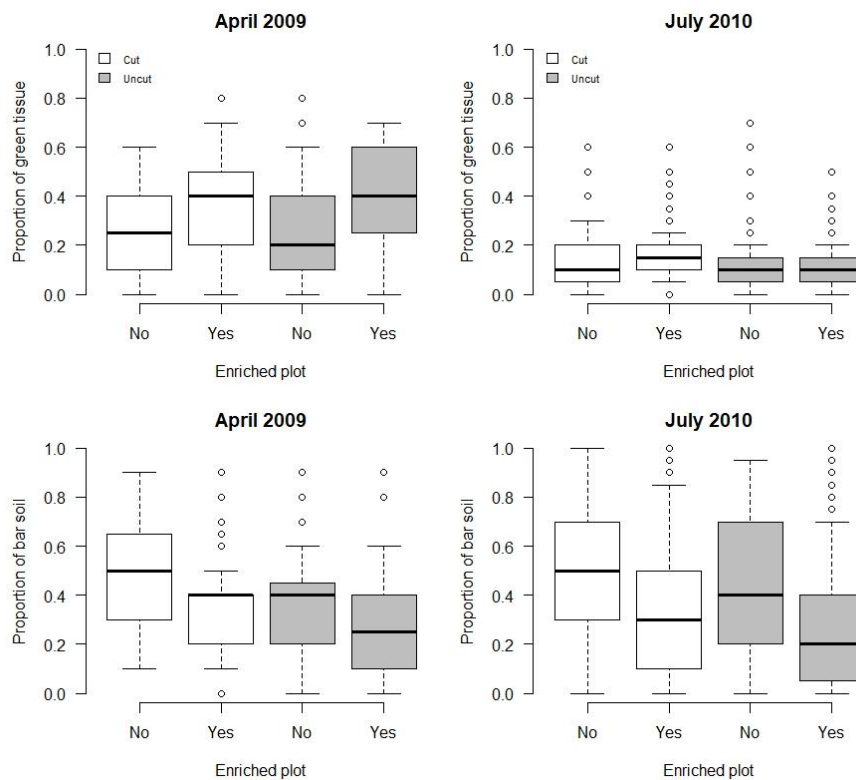 April 2009
Proportion of green tissue
1.0
0.8
0.6
0.4
0.2
0.0
Cut
Uncut
No Yes No Yes
Enriched plot
July 2010
Proportion of green tissue
1.0
0.8
0.6
0.4
0.2
0.0
Cut
Uncut
No Yes No Yes
Enriched plot
April 2009
Proportion of bar soil
1.0
0.8
0.6
0.4
0.2
0.0
No Yes No Yes
Enriched plot
July 2010
Proportion of bar soil
1.0
0.8
0.6
0.4
0.2
0.0
No Yes No Yes
Enriched plot